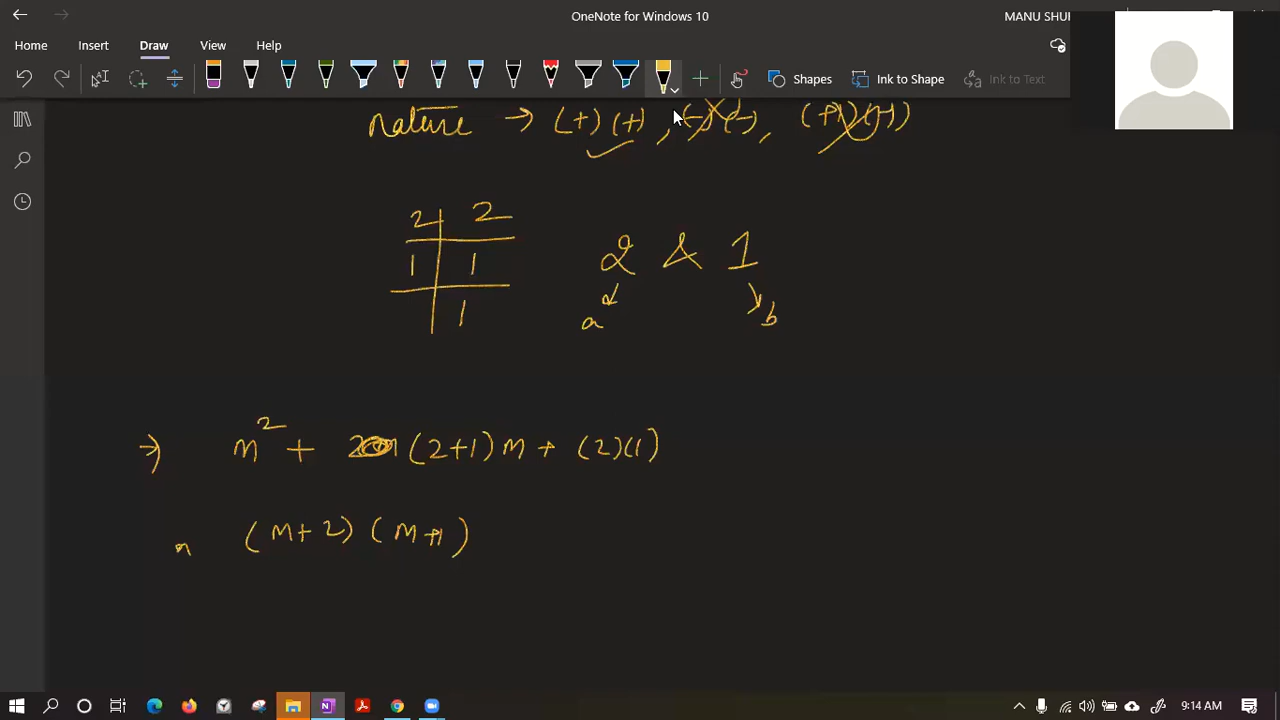 OneNote for Windows 10
MANU SHU
Home Insert Draw View Help
Shapes Ink to Shape Ink to Text
nature → (+)(+) , (-)(-), (+)(-)
2 | 2
1 | 1
1
2 & 1
a b
→ m² + (2+1)m + (2)(1)
(m+2) (m+1)
9:14 AM